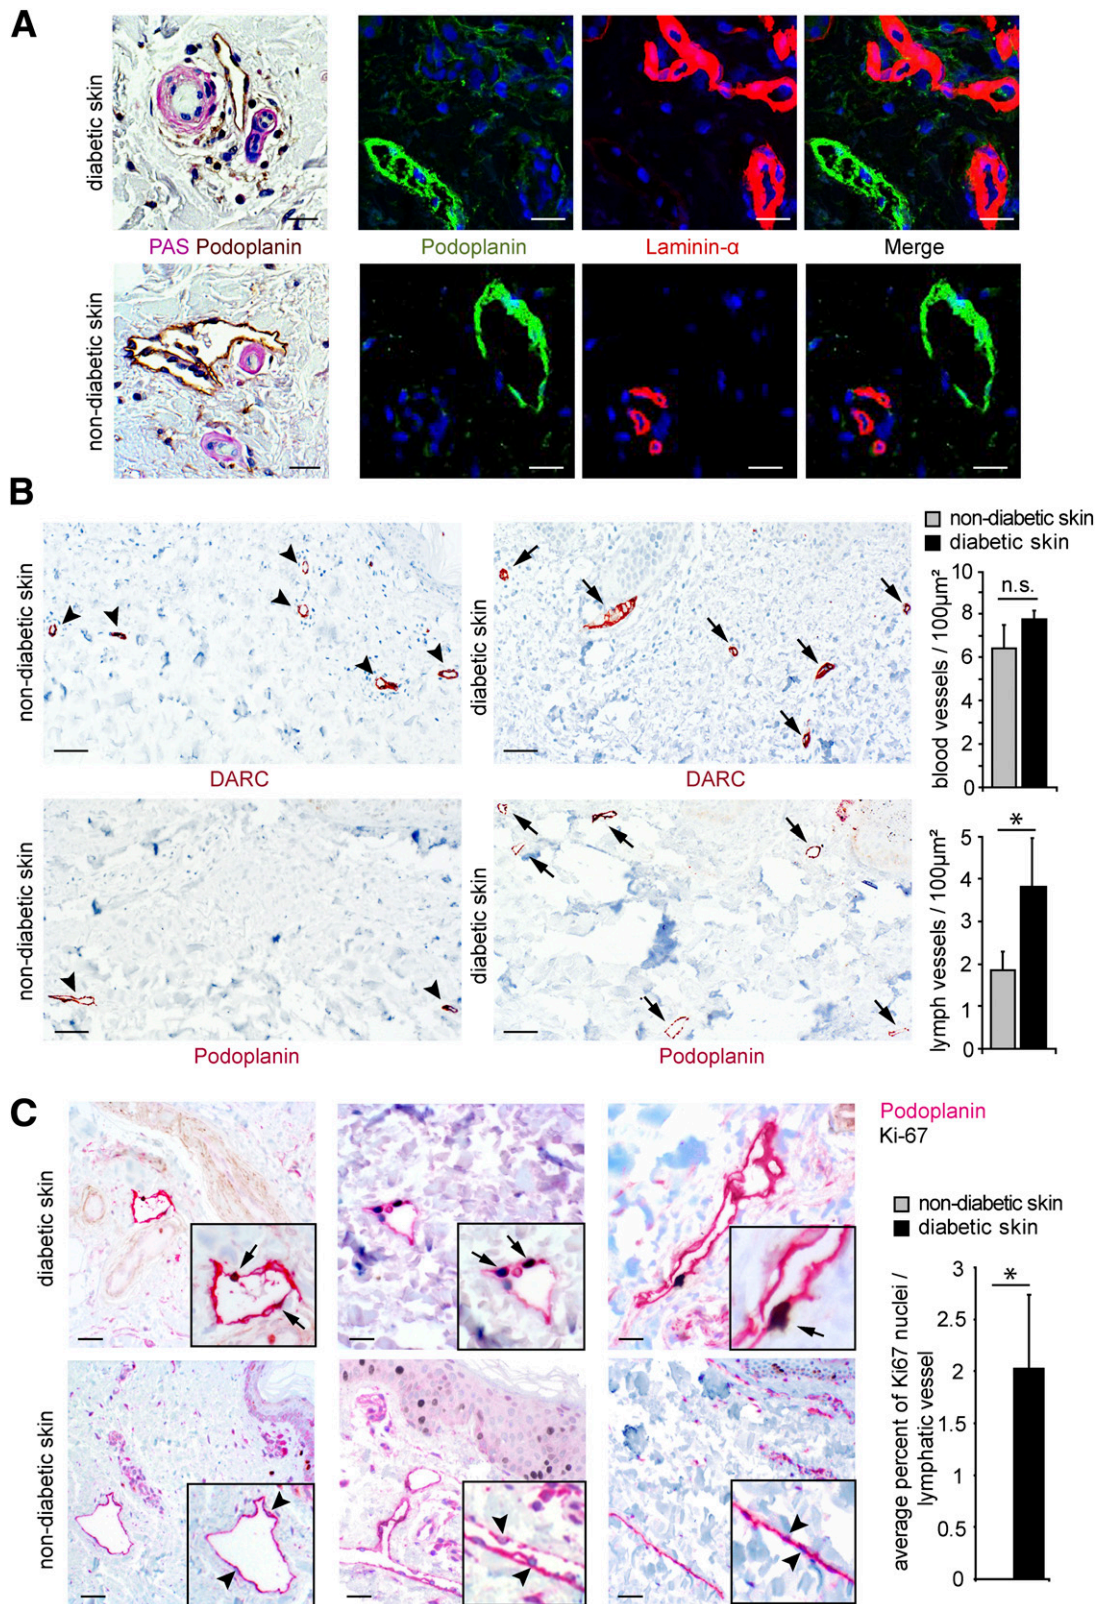 A
diabetic skin
PAS Podoplanin
Podoplanin
Laminin-α
Merge
non-diabetic skin
B
non-diabetic skin
DARC
diabetic skin
DARC
non-diabetic skin
diabetic skin
blood vessels / 100µm²
10
8
6
4
2
0
n.s.
non-diabetic skin
Podoplanin
diabetic skin
Podoplanin
lymph vessels / 100µm²
5
4
3
2
1
0
*
C
diabetic skin
non-diabetic skin
Podoplanin
Ki-67
non-diabetic skin
diabetic skin
average percent of Ki67 nuclei /
lymphatic vessel
3
2.5
2
1.5
1
0.5
0
*